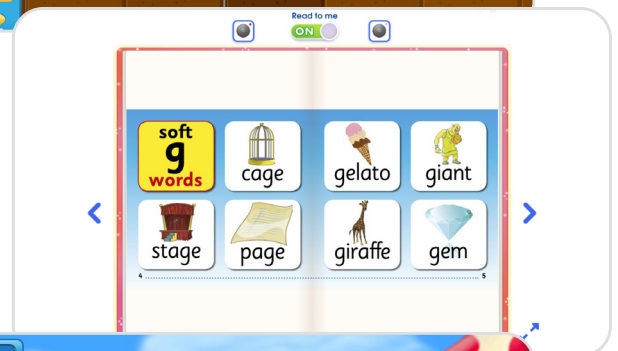 Read to me
ON
soft
g
words
cage
gelato
giant
stage
page
giraffe
gem
4
5